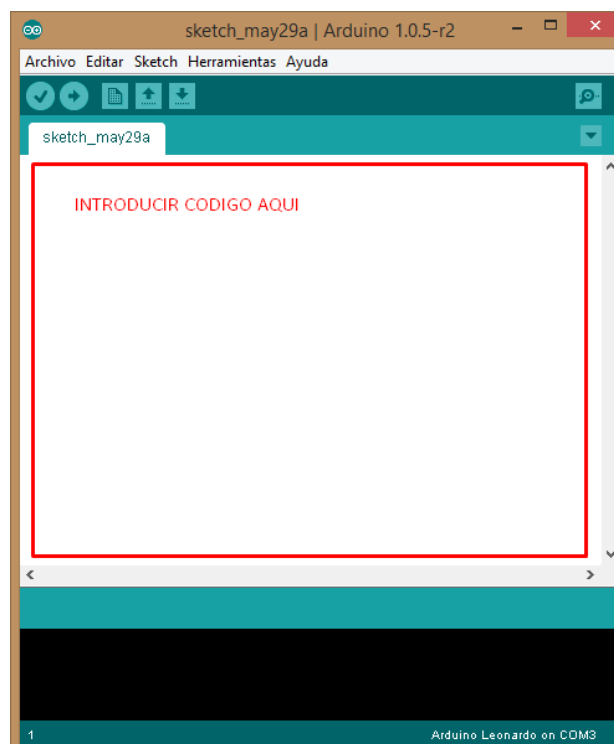 sketch_may29a | Arduino 1.0.5-r2
Archivo Editar Sketch Herramientas Ayuda
sketch_may29a
INTRODUCIR CODIGO AQUI
1
Arduino Leonardo on COM3